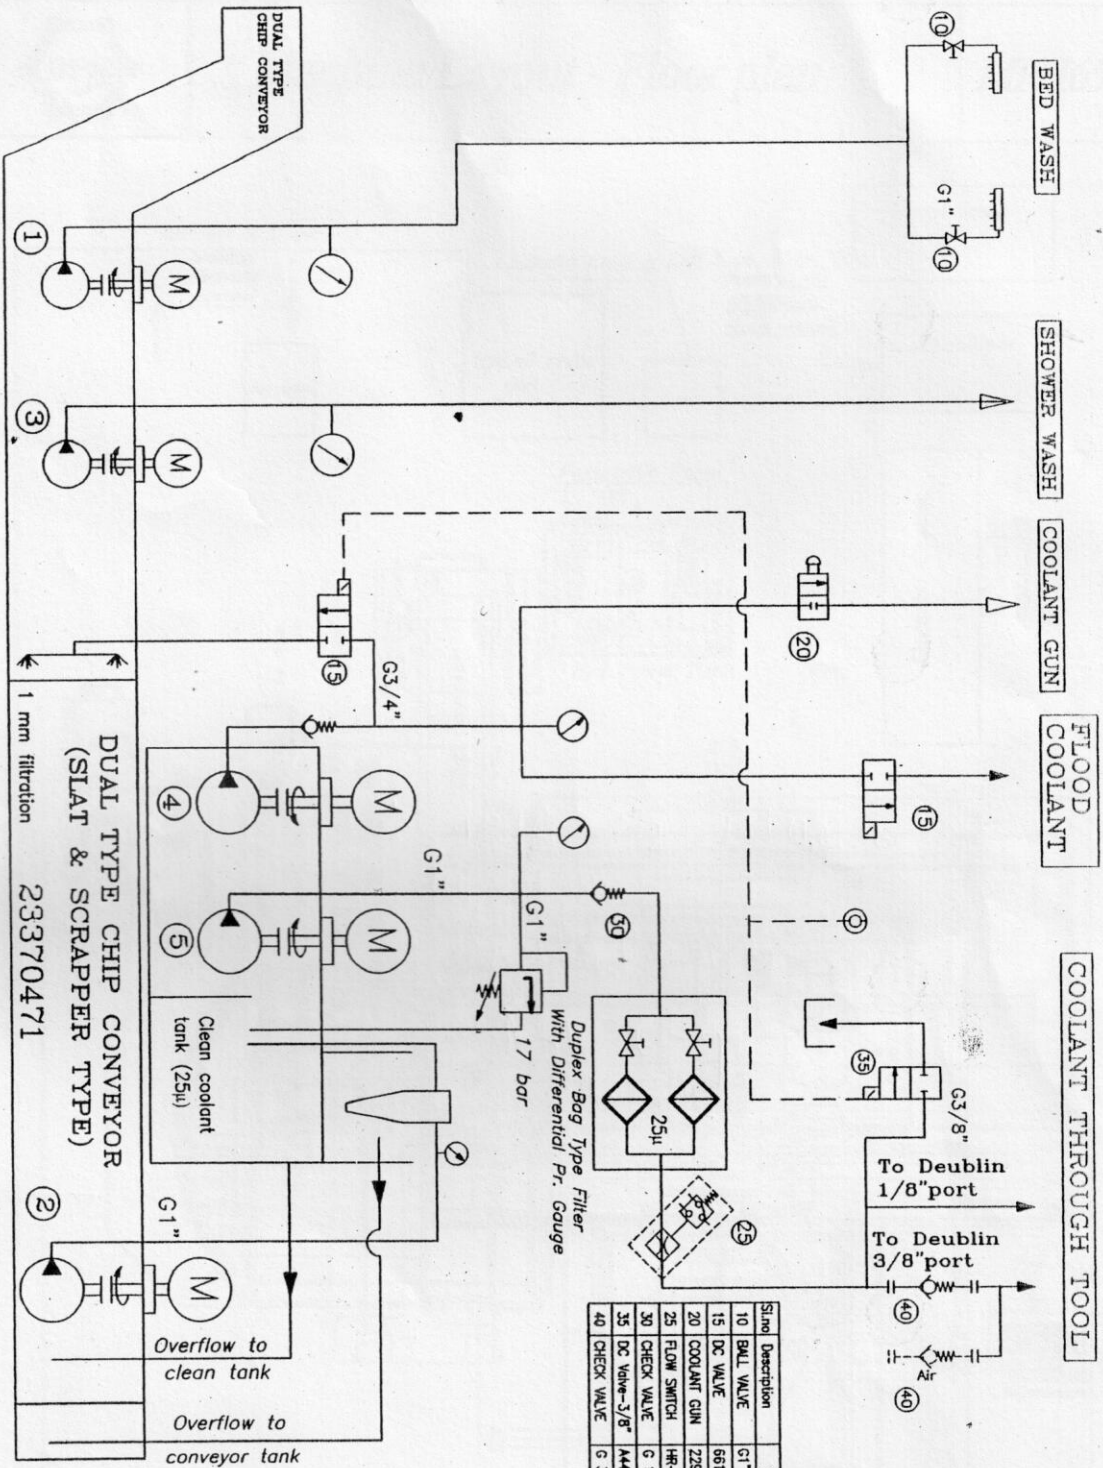 BED WASH
SHOWER WASH
COOLANT GUN
FLOOD
COOLANT
COOLANT THROUGH TOOL
10
G1"
10
20
15
35
G3/8"
To Deublin
1/8"port
To Deublin
3/8"port
40
Air
40
DUAL TYPE
CHIP CONVEYOR
1
M
3
M
15
G3/4"
4
M
G1"
5
M
30
G1"
17 bar
Duplex Bag Type Filter
With Differential Pr. Gauge
25µ
25
Sl.no Description
10 BALL VALVE G1"
15 DC VALVE 661
20 COOLANT GUN 229
25 FLOW SWITCH HR-
30 CHECK VALVE G
35 DC Valve-3/8" A44
40 CHECK VALVE G
Clean coolant
tank (25µ)
1 mm filtration
DUAL TYPE CHIP CONVEYOR
(SLAT & SCRAPPER TYPE)
23370471
2
G1"
M
Overflow to
clean tank
Overflow to
conveyor tank